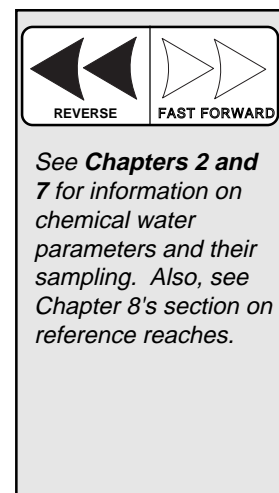 REVERSE FAST FORWARD
See Chapters 2 and
7 for information on
chemical water
parameters and their
sampling. Also, see
Chapter 8's section on
reference reaches.